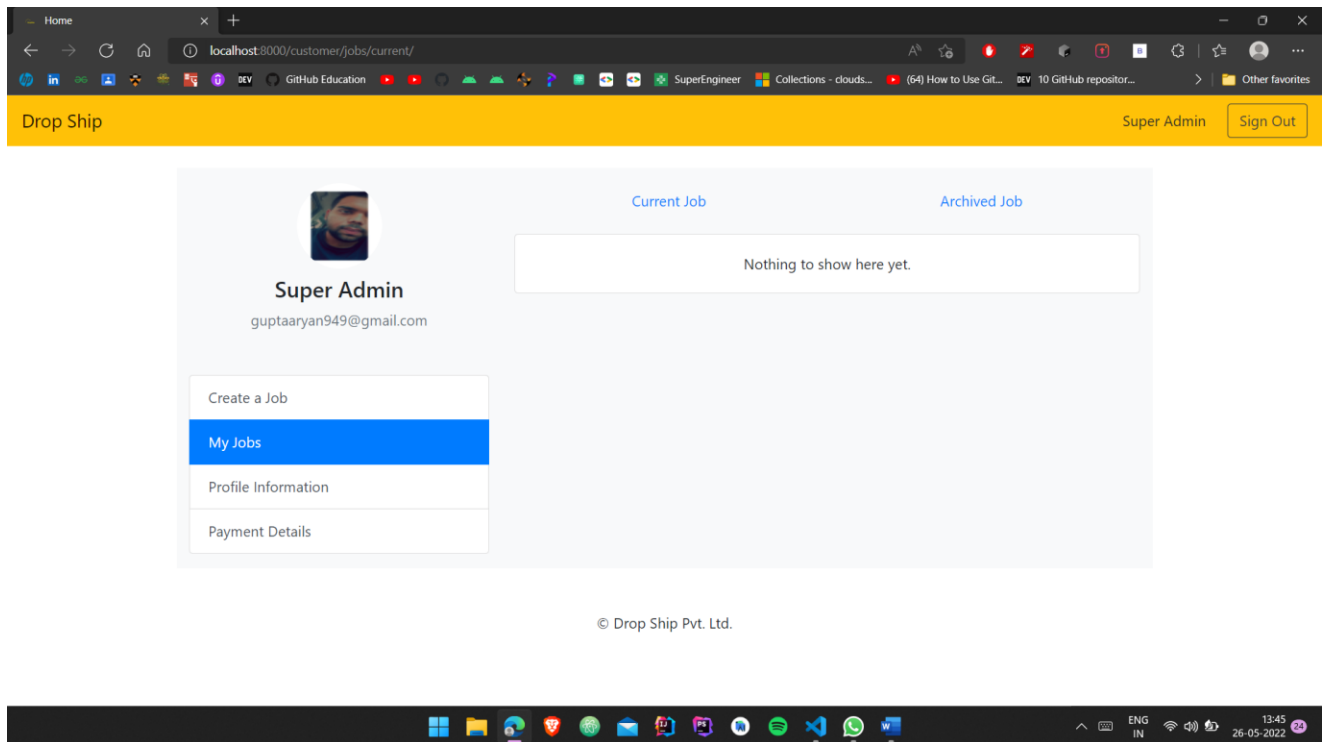 Home
localhost:8000/customer/jobs/current/
GitHub Education
SuperEngineer
Collections - clouds...
(64) How to Use Git...
DEV
10 GitHub repositor...
Other favorites
Drop Ship
Super Admin
Sign Out
Current Job
Archived Job
Nothing to show here yet.
Super Admin
guptaaryan949@gmail.com
Create a Job
My Jobs
Profile Information
Payment Details
© Drop Ship Pvt. Ltd.
ENG
IN
13:45
26-05-2022
24